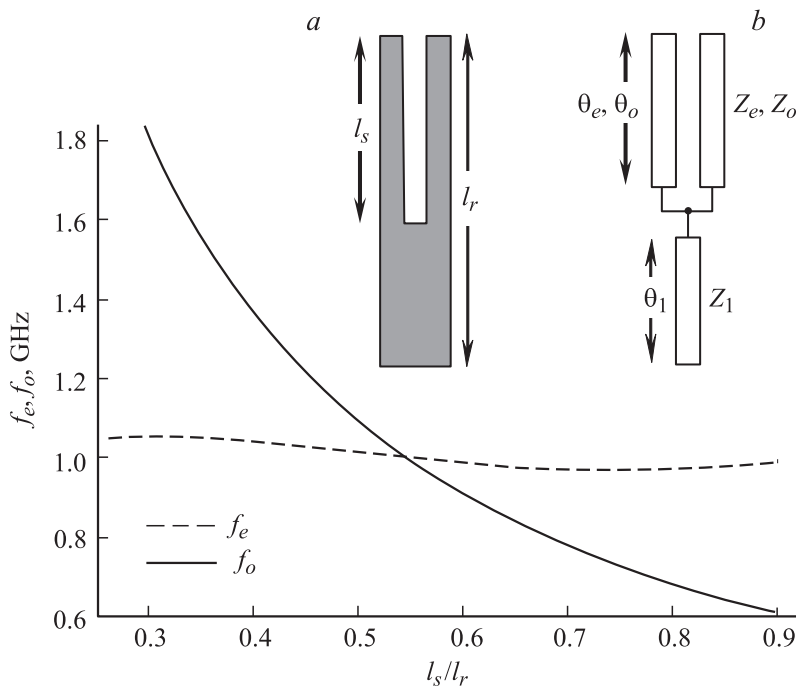 a
b
l_s
l_r
θ_e, θ_o
Z_e, Z_o
θ_1
Z_1
f_e, f_o, GHz
1.8
1.6
1.4
1.2
1.0
0.8
0.6
f_e
f_o
0.3 0.4 0.5 0.6 0.7 0.8 0.9
l_s/l_r